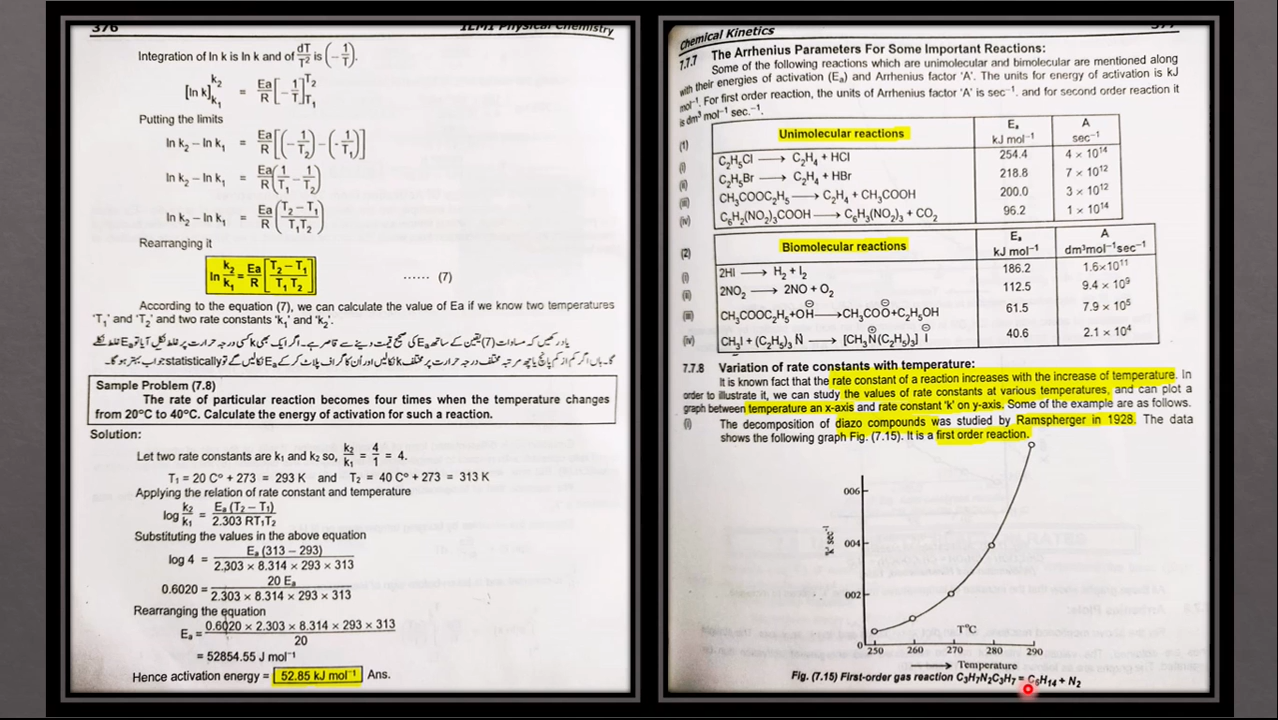 376
ILMI Physical Chemistry
Integration of ln k is ln k and of dT/T² is (−1/T).
[ln k]k₁k₂ = Ea/R [−1/T]T₁T₂
Putting the limits
ln k₂ – ln k₁ = Ea/R [(−1/T₂) – (−1/T₁)]
ln k₂ – ln k₁ = Ea/R (1/T₁ − 1/T₂)
ln k₂ – ln k₁ = Ea/R (T₂ – T₁/T₁T₂)
Rearranging it
ln k₂/k₁ = Ea/R [T₂ – T₁/T₁ T₂] ...... (7)
According to the equation (7), we can calculate the value of Ea if we know two temperatures
'T₁' and 'T₂' and two rate constants 'k₁' and 'k₂'.
Sample Problem (7.8)
The rate of particular reaction becomes four times when the temperature changes
from 20°C to 40°C. Calculate the energy of activation for such a reaction.
Solution:
Let two rate constants are k₁ and k₂ so, k₂/k₁ = 4/1 = 4.
T₁ = 20 C° + 273 = 293 K and T₂ = 40 C° + 273 = 313 K
Applying the relation of rate constant and temperature
log k₂/k₁ = Eₐ (T₂ – T₁)/2.303 RT₁T₂
Substituting the values in the above equation
log 4 = Eₐ (313 – 293)/2.303 × 8.314 × 293 × 313
0.6020 = 20 Eₐ/2.303 × 8.314 × 293 × 313
Rearranging the equation
Eₐ = 0.6020 × 2.303 × 8.314 × 293 × 313/20
= 52854.55 J mol⁻¹
Hence activation energy = 52.85 kJ mol⁻¹ Ans.
Chemical Kinetics
377
7.7.7 The Arrhenius Parameters For Some Important Reactions:
Some of the following reactions which are unimolecular and bimolecular are mentioned along
with their energies of activation (Eₐ) and Arrhenius factor 'A'. The units for energy of activation is kJ
mol⁻¹. For first order reaction, the units of Arrhenius factor 'A' is sec⁻¹. and for second order reaction it
is dm³ mol⁻¹ sec.⁻¹.
(1) Unimolecular reactions Eₐ kJ mol⁻¹ A sec⁻¹
(i) C₂H₅Cl ⟶ C₂H₄ + HCl 254.4 4 × 10¹⁴
(ii) C₂H₅Br ⟶ C₂H₄ + HBr 218.8 7 × 10¹²
(iii) CH₃COOC₂H₅ ⟶ C₂H₄ + CH₃COOH 200.0 3 × 10¹²
(iv) C₆H₂(NO₂)₃COOH ⟶ C₆H₃(NO₂)₃ + CO₂ 96.2 1 × 10¹⁴
(2) Biomolecular reactions Eₐ kJ mol⁻¹ A dm³mol⁻¹sec⁻¹
(i) 2HI ⟶ H₂ + I₂ 186.2 1.6×10¹¹
(ii) 2NO₂ ⟶ 2NO + O₂ 112.5 9.4 × 10⁹
(iii) CH₃COOC₂H₅+OH⊖ ⟶ CH₃COO⊖+C₂H₅OH 61.5 7.9 × 10⁵
(iv) CH₃I + (C₂H₅)₃ N̈ ⟶ [CH₃N⊕(C₂H₅)₃] I⊖ 40.6 2.1 × 10⁴
7.7.8 Variation of rate constants with temperature:
It is known fact that the rate constant of a reaction increases with the increase of temperature. In
order to illustrate it, we can study the values of rate constants at various temperatures, and can plot a
graph between temperature an x-axis and rate constant 'k' on y-axis. Some of the example are as follows.
(i) The decomposition of diazo compounds was studied by Ramspherger in 1928. The data
shows the following graph Fig. (7.15). It is a first order reaction.
006
'k' sec⁻¹
004
002
0
T°C
250 260 270 280 290
⟶ Temperature
Fig. (7.15) First-order gas reaction C₃H₇N₂C₃H₇ = C₆H₁₄ + N₂